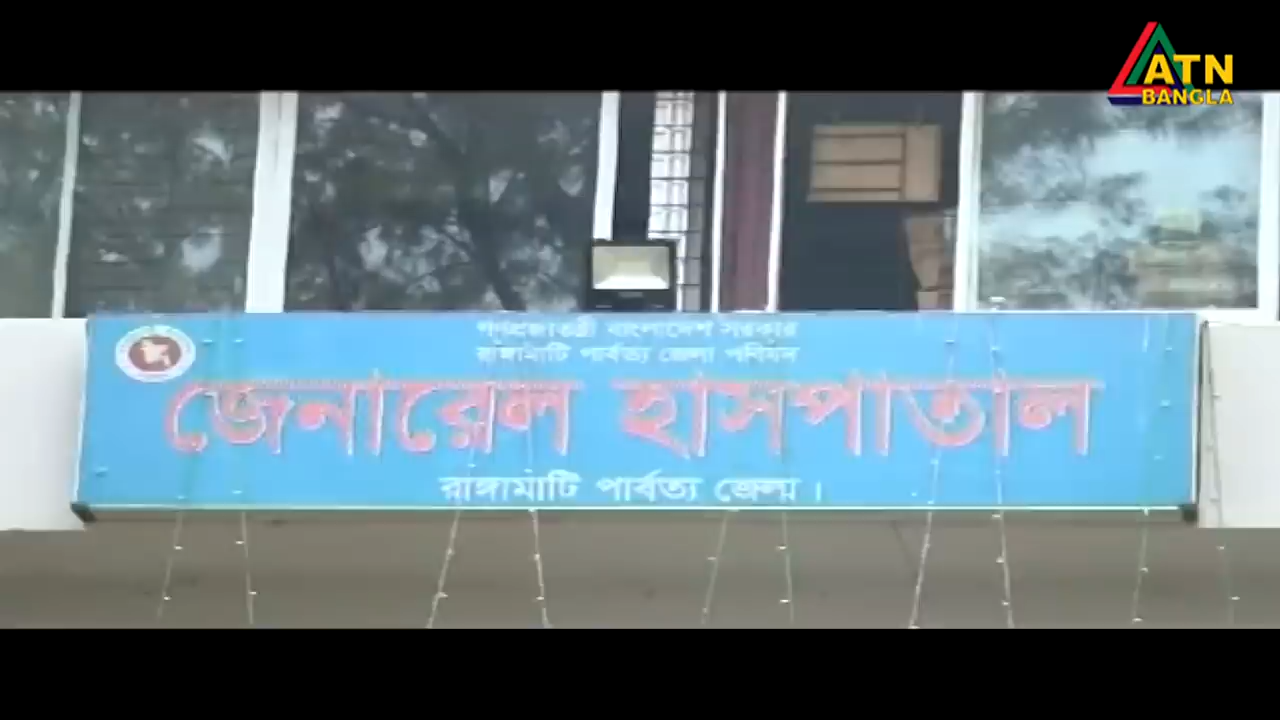 ATN
BANGLA
গণপ্রজাতন্ত্রী বাংলাদেশ সরকার
রাঙ্গামাটি পার্বত্য জেলা পরিষদ
জেনারেল হাসপাতাল
রাঙ্গামাটি পার্বত্য জেলা।